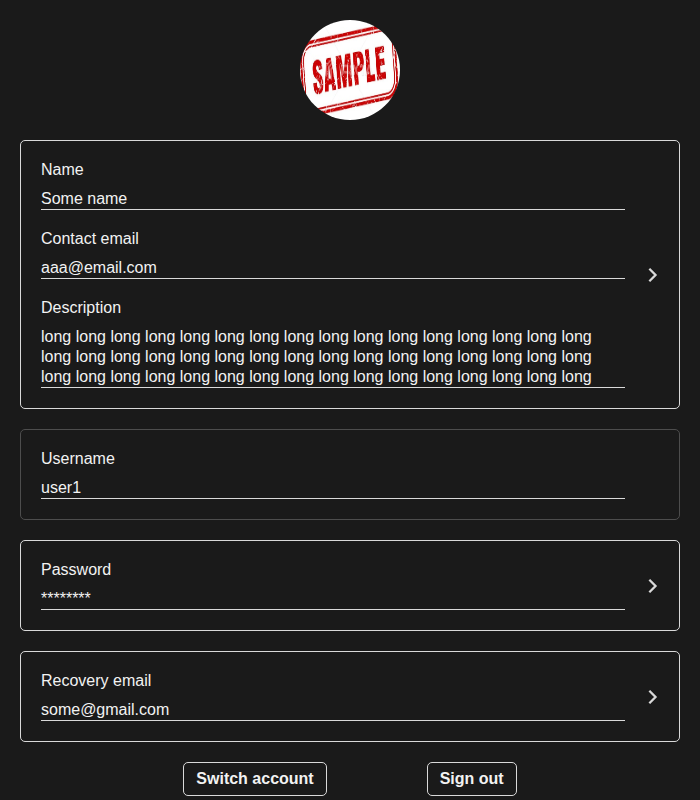 SAMPLE
Name
Some name
Contact email
aaa@email.com
Description
long long long long long long long long long long long long long long long long
long long long long long long long long long long long long long long long long
long long long long long long long long long long long long long long long long
Username
user1
Password
********
Recovery email
some@gmail.com
Switch account
Sign out